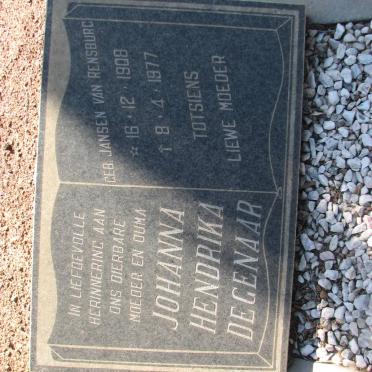 IN LIEFDEVOLLE
HERINNERING AAN
ONS DIERBARE
MOEDER EN OUMA
JOHANNA
HENDRIKA
DEGENAAR
GEB. JANSEN VAN RENSBURG
☆ 16 · 12 · 1908
† 8 · 4 · 1977
TOTSIENS
LIEWE MOEDER